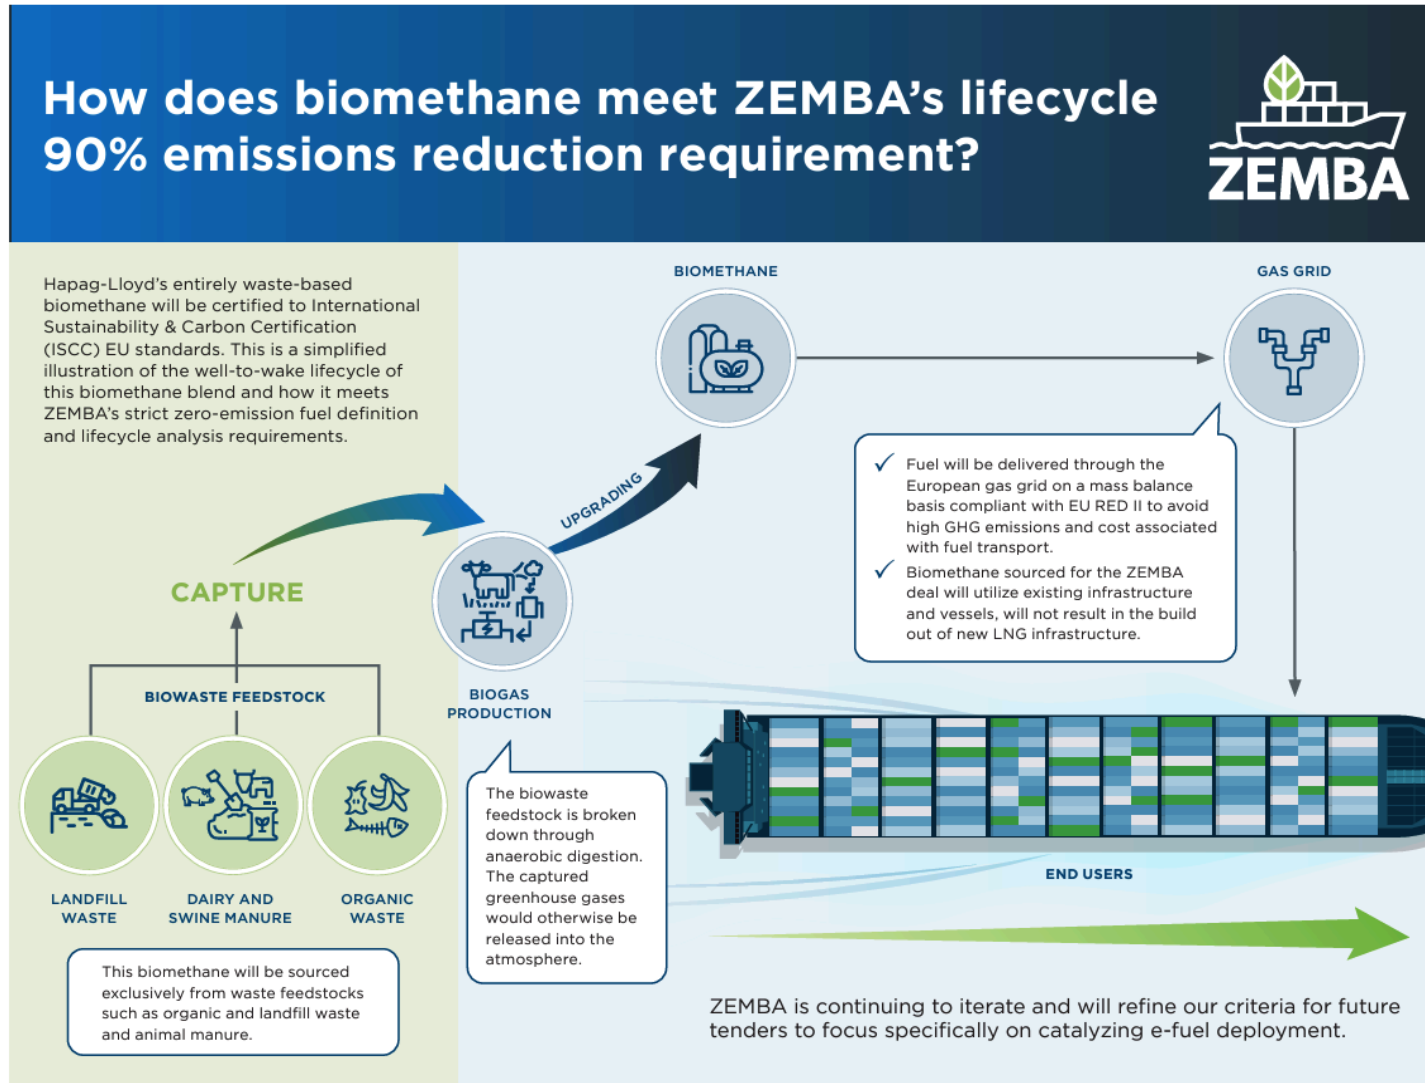 How does biomethane meet ZEMBA's lifecycle
90% emissions reduction requirement?
ZEMBA
Hapag-Lloyd's entirely waste-based
biomethane will be certified to International
Sustainability & Carbon Certification
(ISCC) EU standards. This is a simplified
illustration of the well-to-wake lifecycle of
this biomethane blend and how it meets
ZEMBA's strict zero-emission fuel definition
and lifecycle analysis requirements.
CAPTURE
BIOWASTE FEEDSTOCK
LANDFILL
WASTE
DAIRY AND
SWINE MANURE
ORGANIC
WASTE
This biomethane will be sourced
exclusively from waste feedstocks
such as organic and landfill waste
and animal manure.
BIOGAS
PRODUCTION
The biowaste
feedstock is broken
down through
anaerobic digestion.
The captured
greenhouse gases
would otherwise be
released into the
atmosphere.
UPGRADING
BIOMETHANE
GAS GRID
Fuel will be delivered through the
European gas grid on a mass balance
basis compliant with EU RED II to avoid
high GHG emissions and cost associated
with fuel transport.
Biomethane sourced for the ZEMBA
deal will utilize existing infrastructure
and vessels, will not result in the build
out of new LNG infrastructure.
END USERS
ZEMBA is continuing to iterate and will refine our criteria for future
tenders to focus specifically on catalyzing e-fuel deployment.